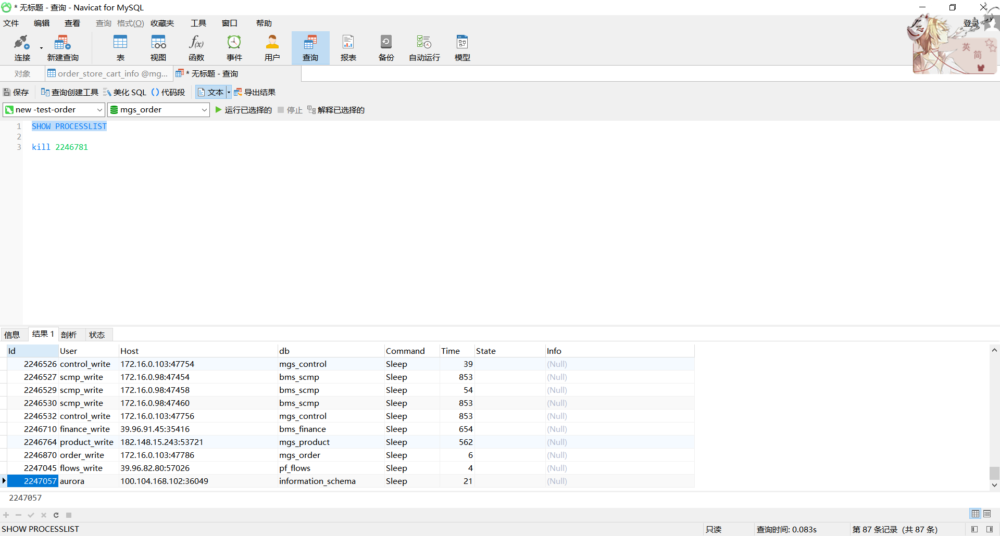 * 无标题 - 查询 - Navicat for MySQL
文件 编辑 查看 查询 格式(O) 收藏夹 工具 窗口 帮助 登录
连接 新建查询 表 视图 函数 事件 用户 查询 报表 备份 自动运行 模型
英
简
对象 order_store_cart_info @mg... * 无标题 - 查询
保存 查询创建工具 美化 SQL () 代码段 文本 导出结果
new -test-order mgs_order 运行已选择的 停止 解释已选择的
1 SHOW PROCESSLIST
2
3 kill 2246781
信息 结果 1 剖析 状态
Id User Host db Command Time State Info
2246526 control_write 172.16.0.103:47754 mgs_control Sleep 39 (Null)
2246527 scmp_write 172.16.0.98:47454 bms_scmp Sleep 853 (Null)
2246529 scmp_write 172.16.0.98:47458 bms_scmp Sleep 54 (Null)
2246530 scmp_write 172.16.0.98:47460 bms_scmp Sleep 853 (Null)
2246532 control_write 172.16.0.103:47756 mgs_control Sleep 853 (Null)
2246710 finance_write 39.96.91.45:35416 bms_finance Sleep 654 (Null)
2246764 product_write 182.148.15.243:53721 mgs_product Sleep 562 (Null)
2246870 order_write 172.16.0.103:47786 mgs_order Sleep 6 (Null)
2247045 flows_write 39.96.82.80:57026 pf_flows Sleep 4 (Null)
2247057 aurora 100.104.168.102:36049 information_schema Sleep 21 (Null)
2247057
SHOW PROCESSLIST 只读 查询时间: 0.083s 第 87 条记录 (共 87 条)